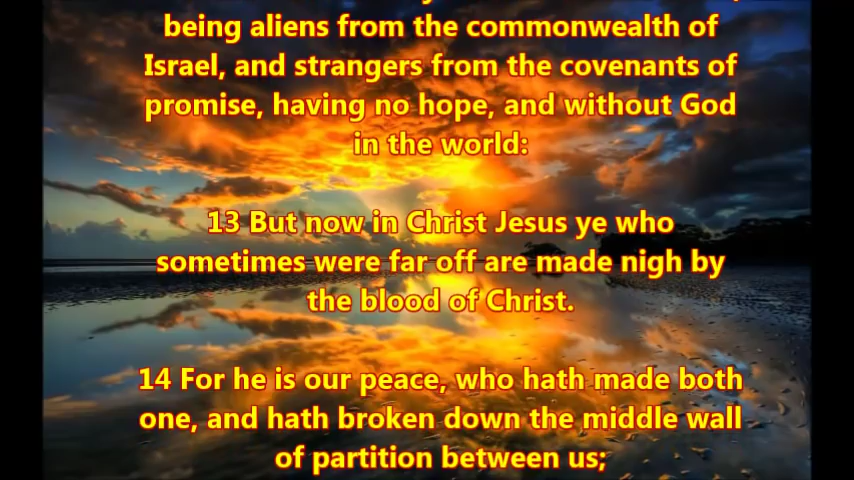 being aliens from the commonwealth of
Israel, and strangers from the covenants of
promise, having no hope, and without God
in the world:
13 But now in Christ Jesus ye who
sometimes were far off are made nigh by
the blood of Christ.
14 For he is our peace, who hath made both
one, and hath broken down the middle wall
of partition between us;